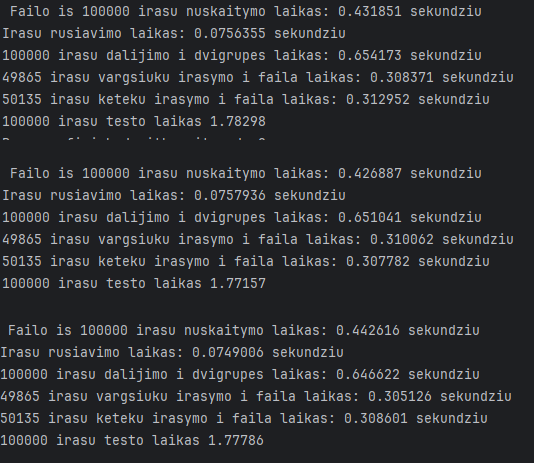 Failo is 100000 irasu nuskaitymo laikas: 0.431851 sekundziu
Irasu rusiavimo laikas: 0.0756355 sekundziu
100000 irasu dalijimo i dvigrupes laikas: 0.654173 sekundziu
49865 irasu vargsiuku irasymo i faila laikas: 0.308371 sekundziu
50135 irasu keteku irasymo i faila laikas: 0.312952 sekundziu
100000 irasu testo laikas 1.78298
Failo is 100000 irasu nuskaitymo laikas: 0.426887 sekundziu
Irasu rusiavimo laikas: 0.0757936 sekundziu
100000 irasu dalijimo i dvigrupes laikas: 0.651041 sekundziu
49865 irasu vargsiuku irasymo i faila laikas: 0.310062 sekundziu
50135 irasu keteku irasymo i faila laikas: 0.307782 sekundziu
100000 irasu testo laikas 1.77157
Failo is 100000 irasu nuskaitymo laikas: 0.442616 sekundziu
Irasu rusiavimo laikas: 0.0749006 sekundziu
100000 irasu dalijimo i dvigrupes laikas: 0.646622 sekundziu
49865 irasu vargsiuku irasymo i faila laikas: 0.305126 sekundziu
50135 irasu keteku irasymo i faila laikas: 0.308601 sekundziu
100000 irasu testo laikas 1.77786